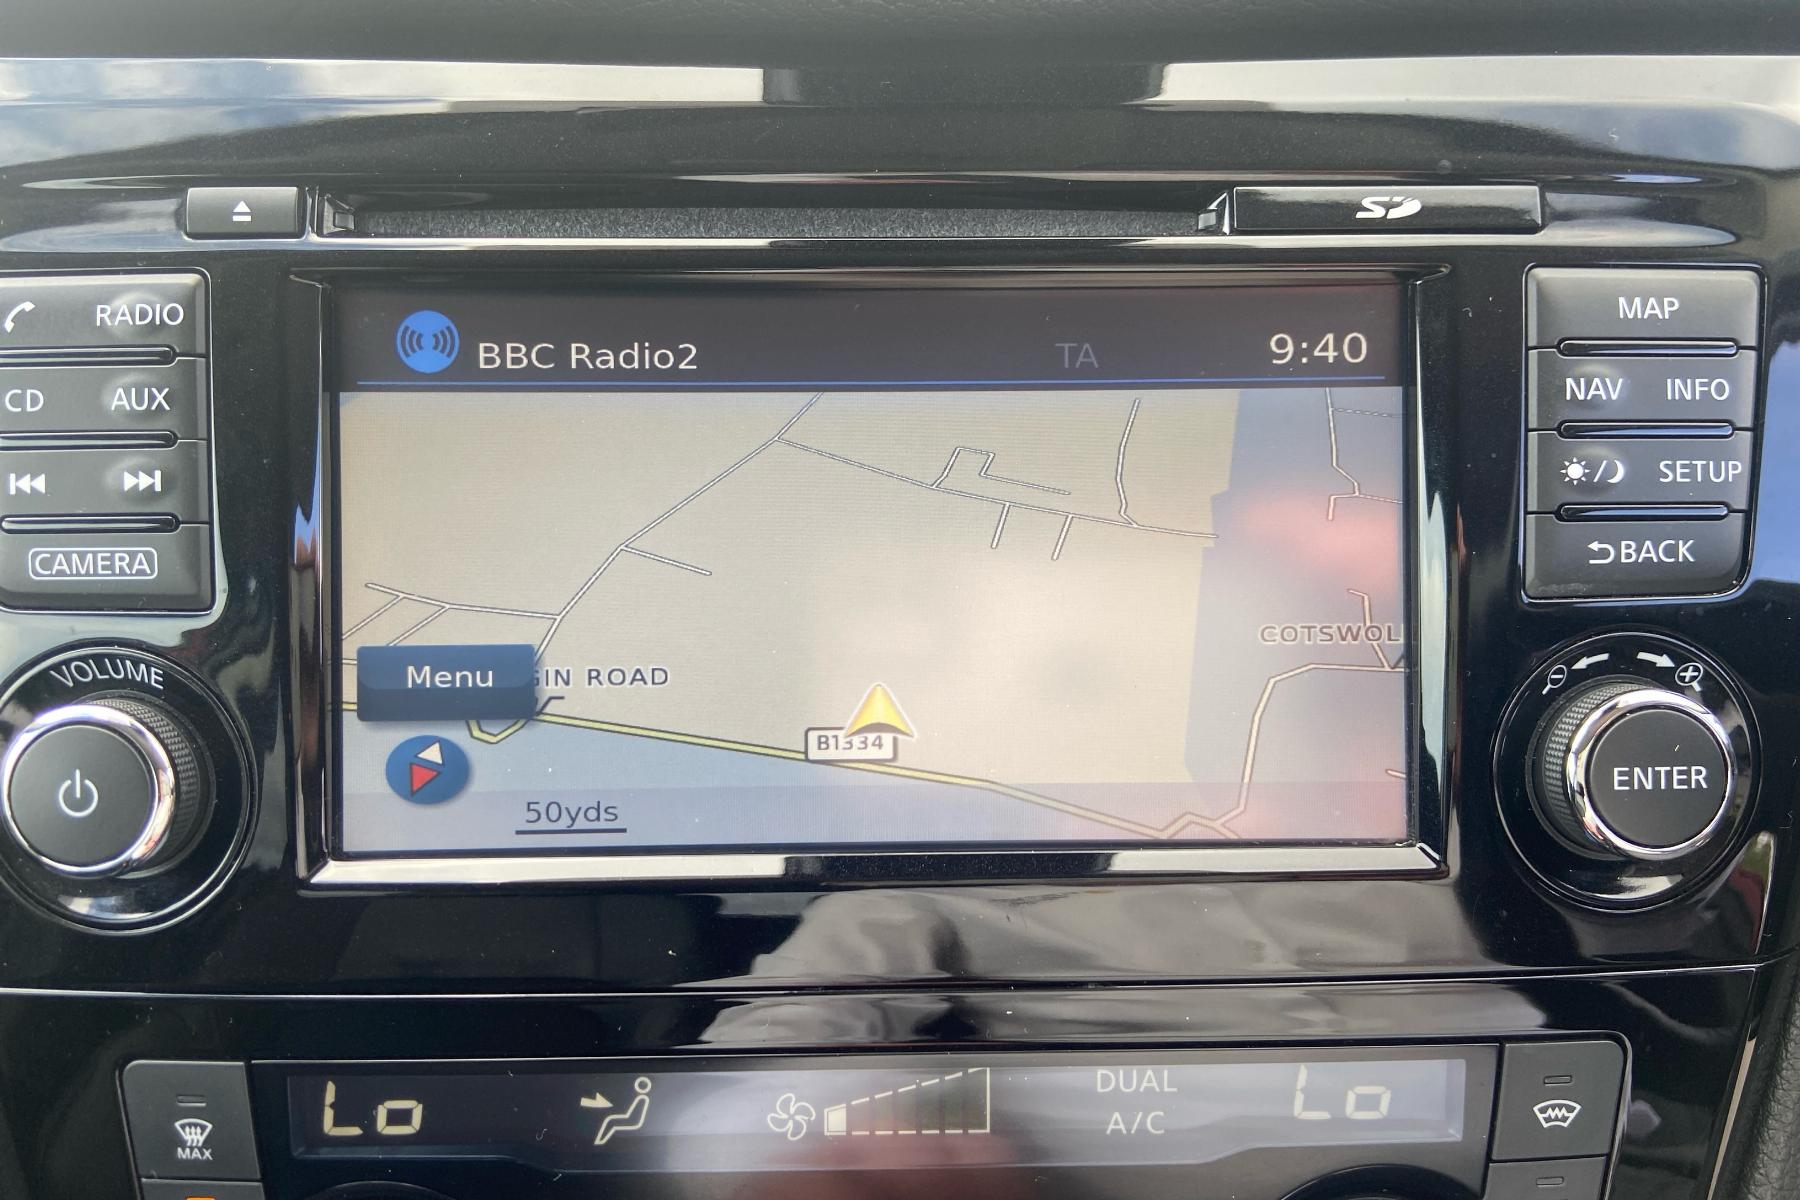 SD
RADIO
CD AUX
CAMERA
VOLUME
BBC Radio2 TA 9:40
COTSWOL
Menu
GIN ROAD
B1334
50yds
MAP
NAV INFO
SETUP
BACK
ENTER
MAX
Lo
DUAL
A/C
Lo